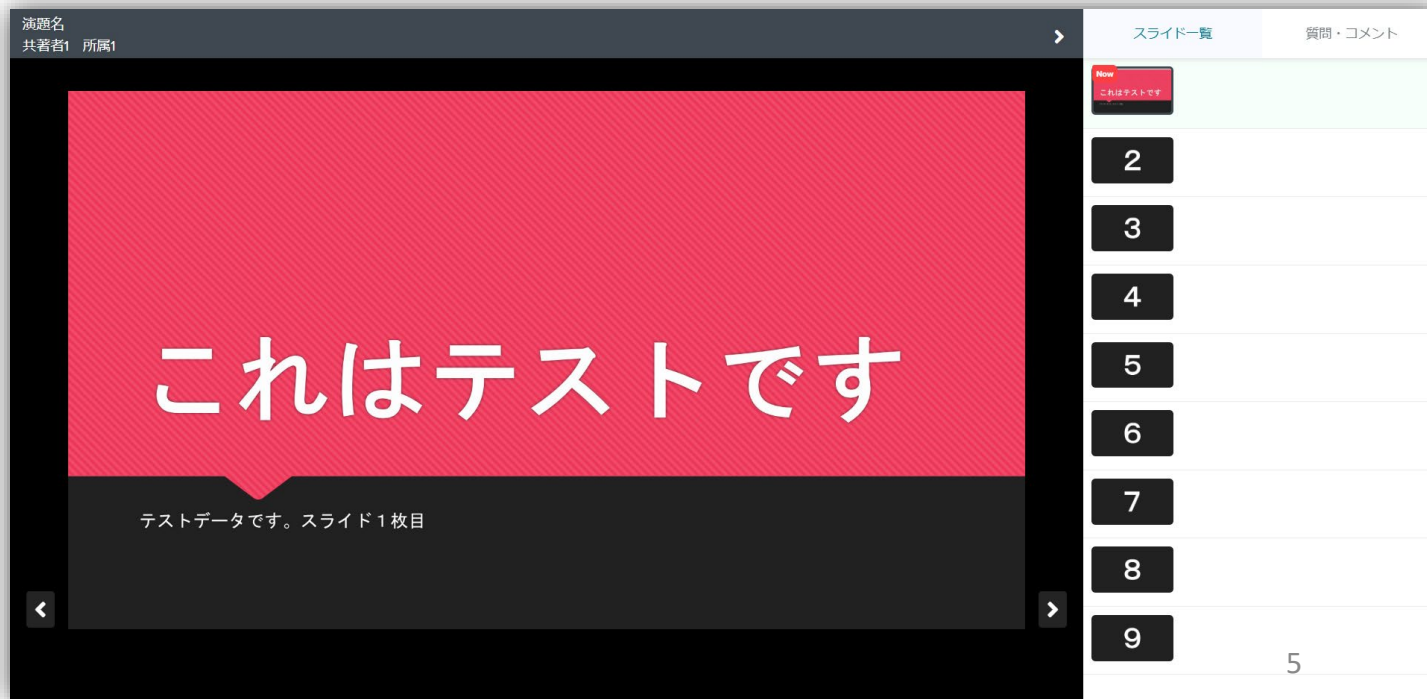 演題名
共著者1 所属1
スライド一覧
質問・コメント
Now
これはテストです
これはテストです
テストデータです。スライド１枚目
2
3
4
5
6
7
8
9
5